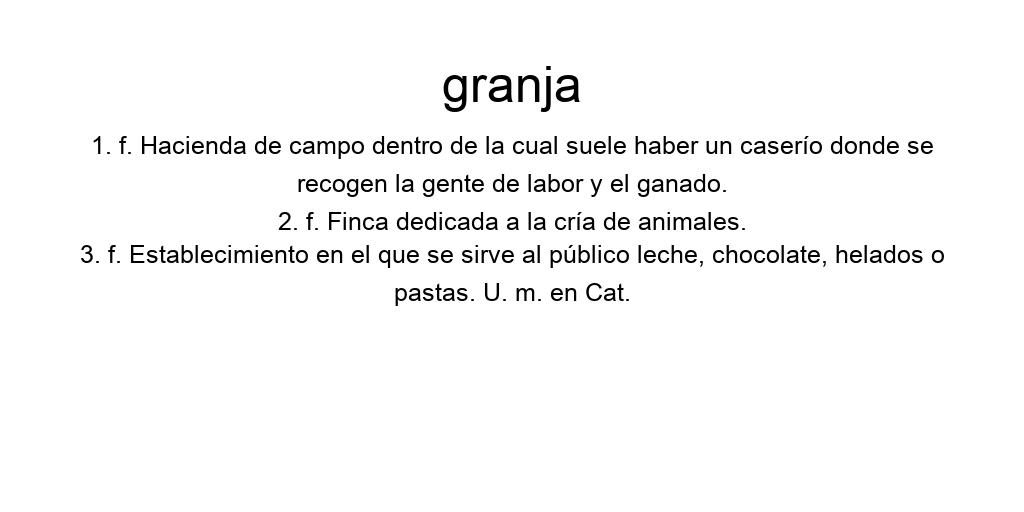 granja
1. f. Hacienda de campo dentro de la cual suele haber un caserío donde se
recogen la gente de labor y el ganado.
2. f. Finca dedicada a la cría de animales.
3. f. Establecimiento en el que se sirve al público leche, chocolate, helados o
pastas. U. m. en Cat.